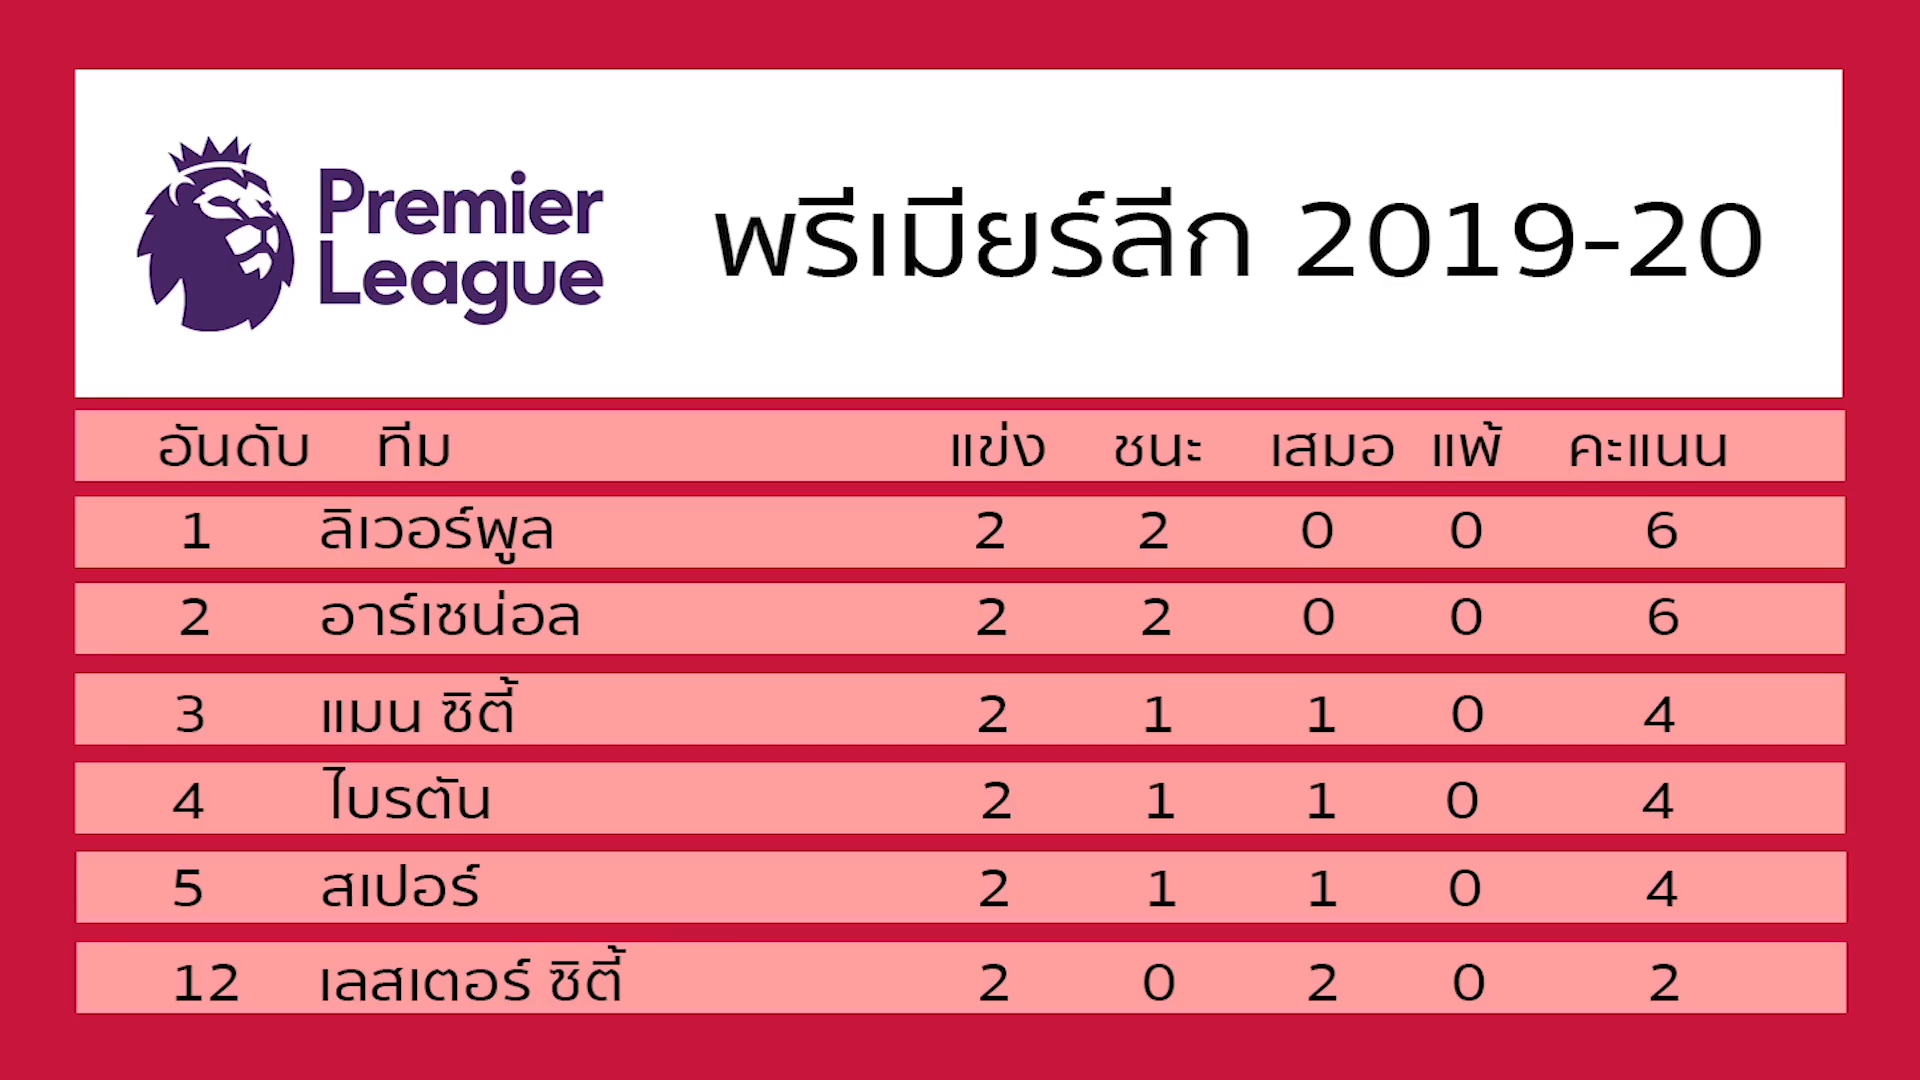 Premier
League
พรีเมียร์ลีก 2019-20
อันดับ ทีม แข่ง ชนะ เสมอ แพ้ คะแนน
1 ลิเวอร์พูล 2 2 0 0 6
2 อาร์เซน่อล 2 2 0 0 6
3 แมน ซิตี้ 2 1 1 0 4
4 ไบรตัน 2 1 1 0 4
5 สเปอร์ 2 1 1 0 4
12 เลสเตอร์ ซิตี้ 2 0 2 0 2